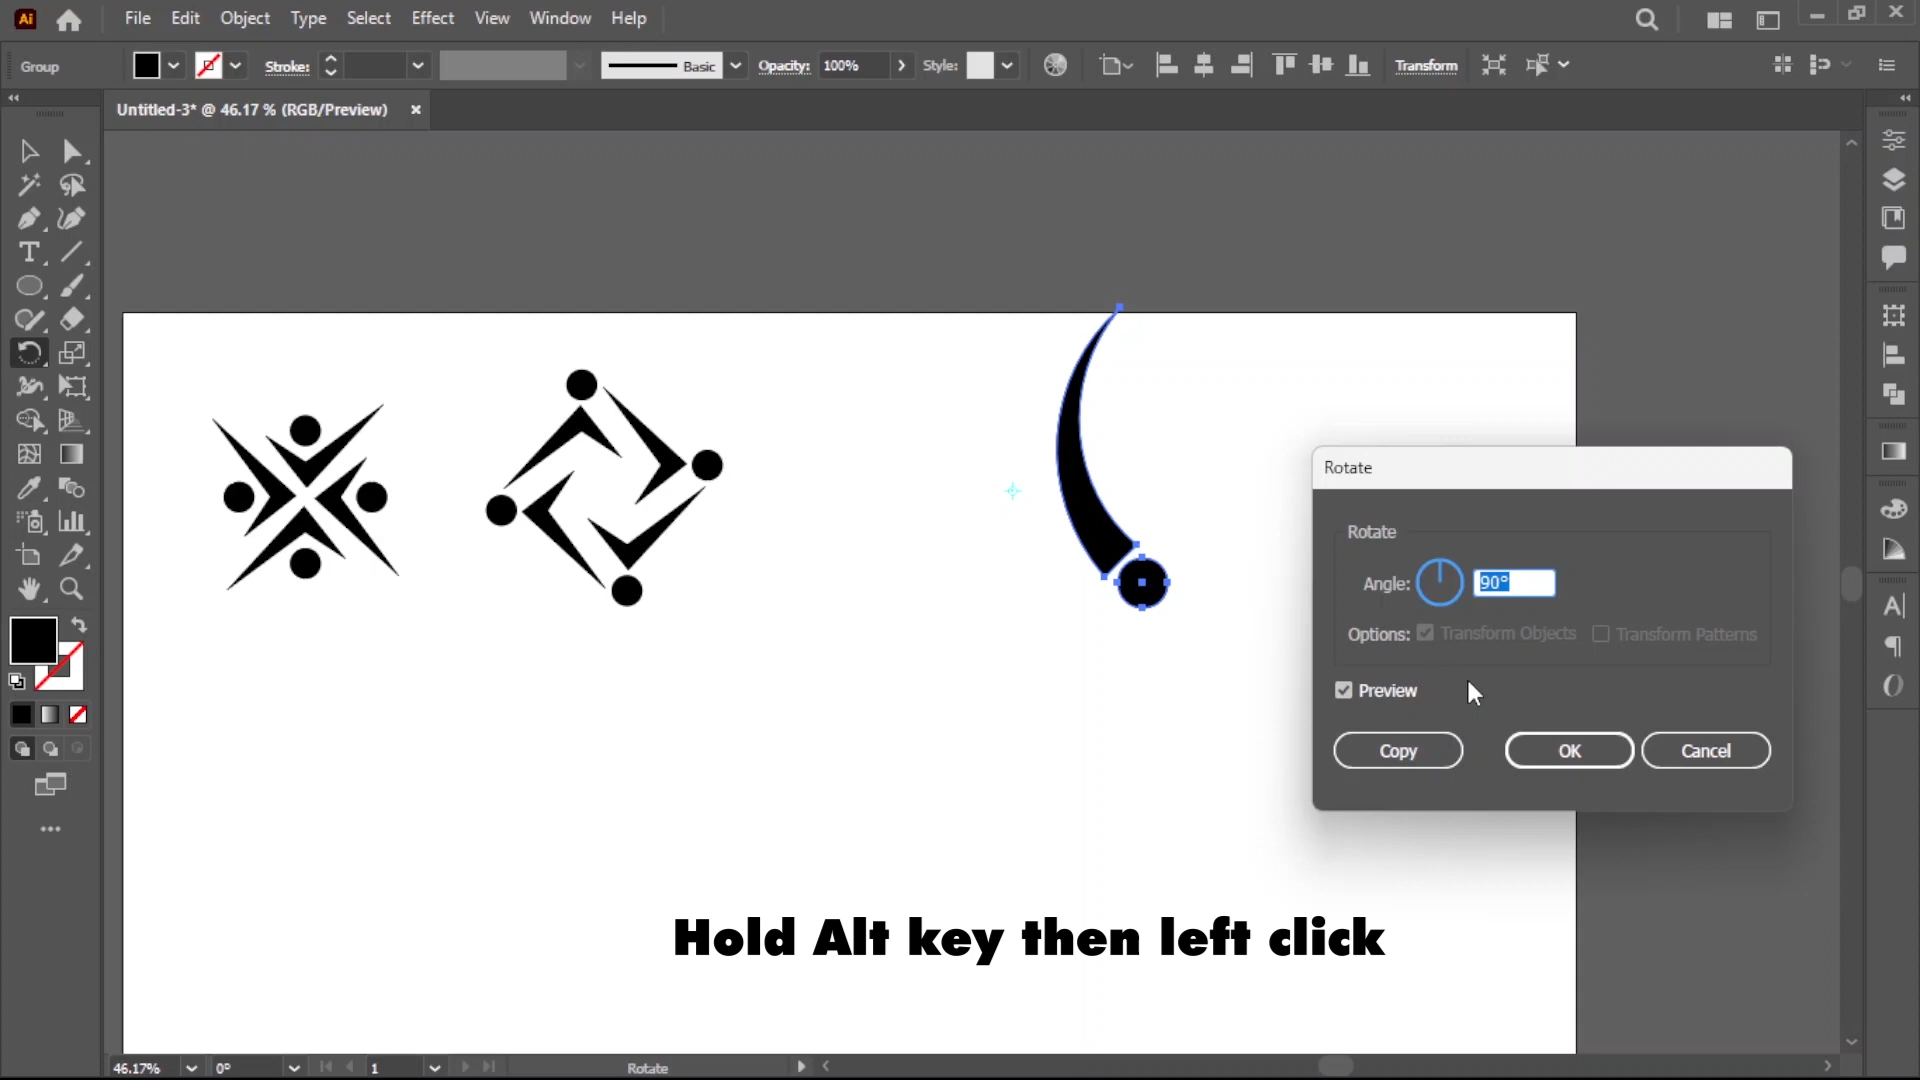 Ai File Edit Object Type Select Effect View Window Help
Group Stroke: Basic Opacity: 100% Style: Transform
Untitled-3* @ 46.17 % (RGB/Preview) ×
Rotate
Rotate
Angle: 90°
Options: Transform Objects Transform Patterns
Preview
Copy OK Cancel
Hold Alt key then left click
46.17% 0° 1 Rotate